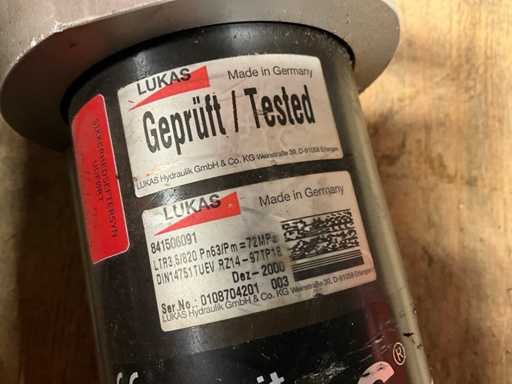 LUKAS
Made in Germany
Geprüft / Tested
LUKAS Hydraulik GmbH & Co. KG Weinstraße 39, D-91058 Erlangen
LUKAS
Made in Germany
841506091
LTR3,5/820 Pn63/Pm=72MPa
DIN14751TUEV RZ14-97TP18
Dez-2000
Ser.No.: 0108704201 003
LUKAS Hydraulik GmbH & Co. KG Weinstraße 39, D-91058 Erlangen
®